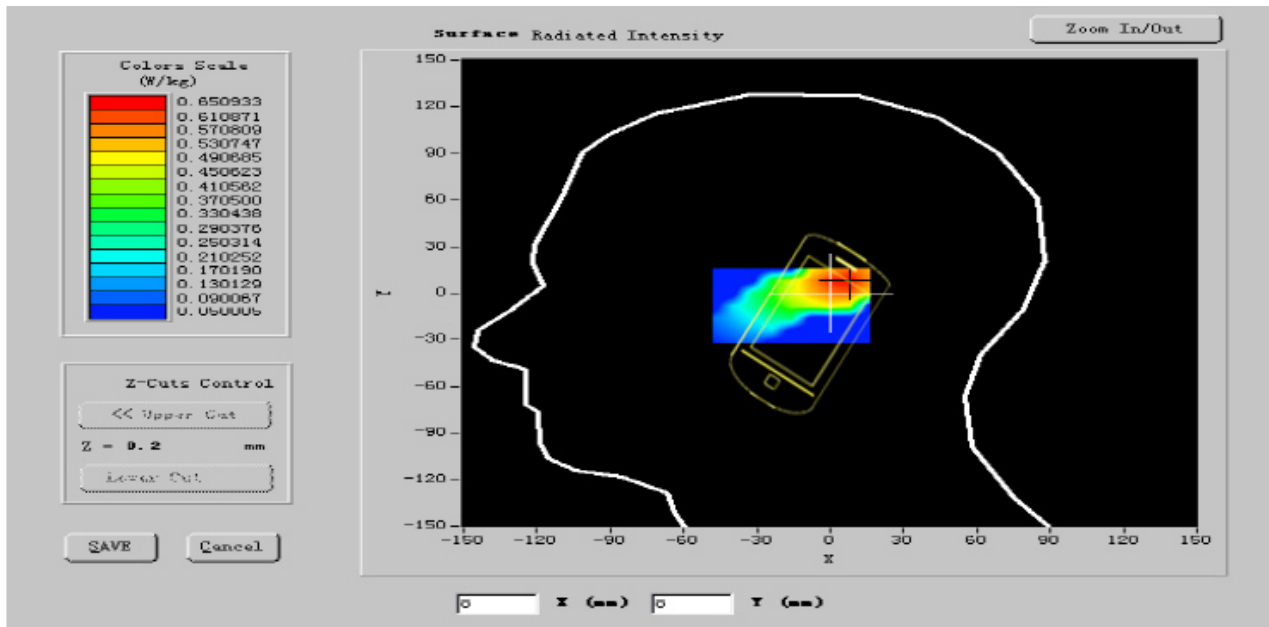 Surface Radiated Intensity
Zoom In/Out
Colors Scale
(W/kg)
0.650933
0.610871
0.570809
0.530747
0.490685
0.450623
0.410562
0.370500
0.330438
0.290376
0.250314
0.210252
0.170190
0.130129
0.090067
0.050005
Z-Cuts Control
<< Upper Cut
Z = 0.2 mm
Lower Cut
SAVE
Cancel
150
120
90
60
30
0
-30
-60
-90
-120
-150
Y
-150 -120 -90 -60 -30 0 30 60 90 120 150
X
0 X (mm) 0 Y (mm)